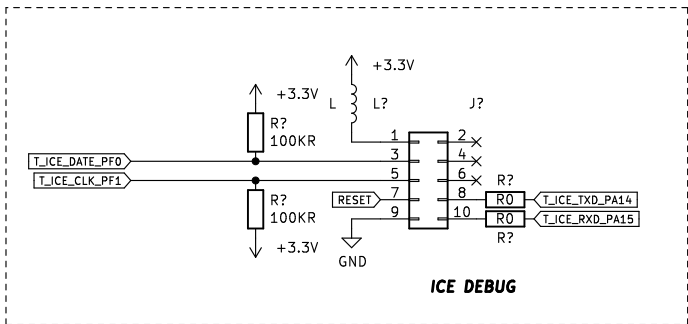 +3.3V
+3.3V
L
L?
J?
R?
100KR
1
2
T_ICE_DATE_PF0
3
4
T_ICE_CLK_PF1
5
6
R?
R?
100KR
RESET
7
8
R0
T_ICE_TXD_PA14
9
10
R0
T_ICE_RXD_PA15
R?
+3.3V
GND
ICE DEBUG